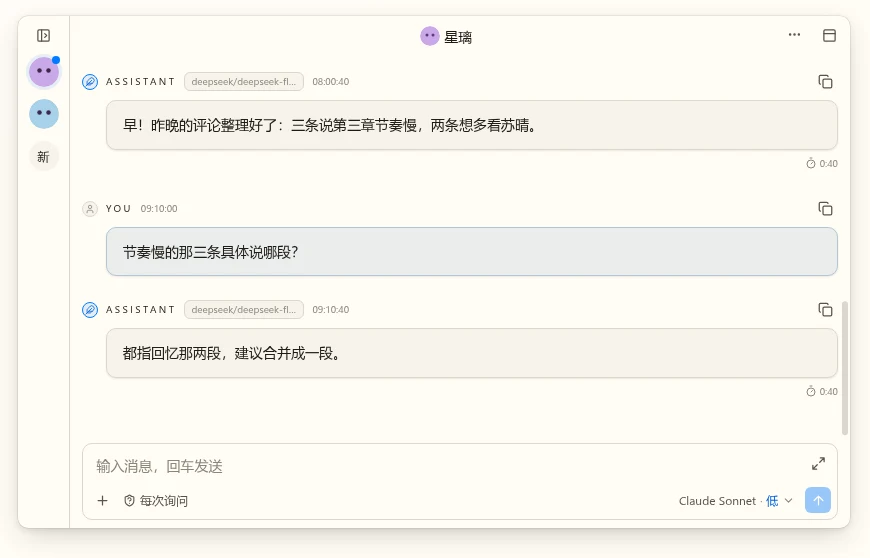 星璃
ASSISTANT deepseek/deepseek-fl... 08:00:40
早！昨晚的评论整理好了：三条说第三章节奏慢，两条想多看苏晴。
0:40
新
YOU 09:10:00
节奏慢的那三条具体说哪段？
ASSISTANT deepseek/deepseek-fl... 09:10:40
都指回忆那两段，建议合并成一段。
0:40
输入消息，回车发送
每次询问 Claude Sonnet · 低